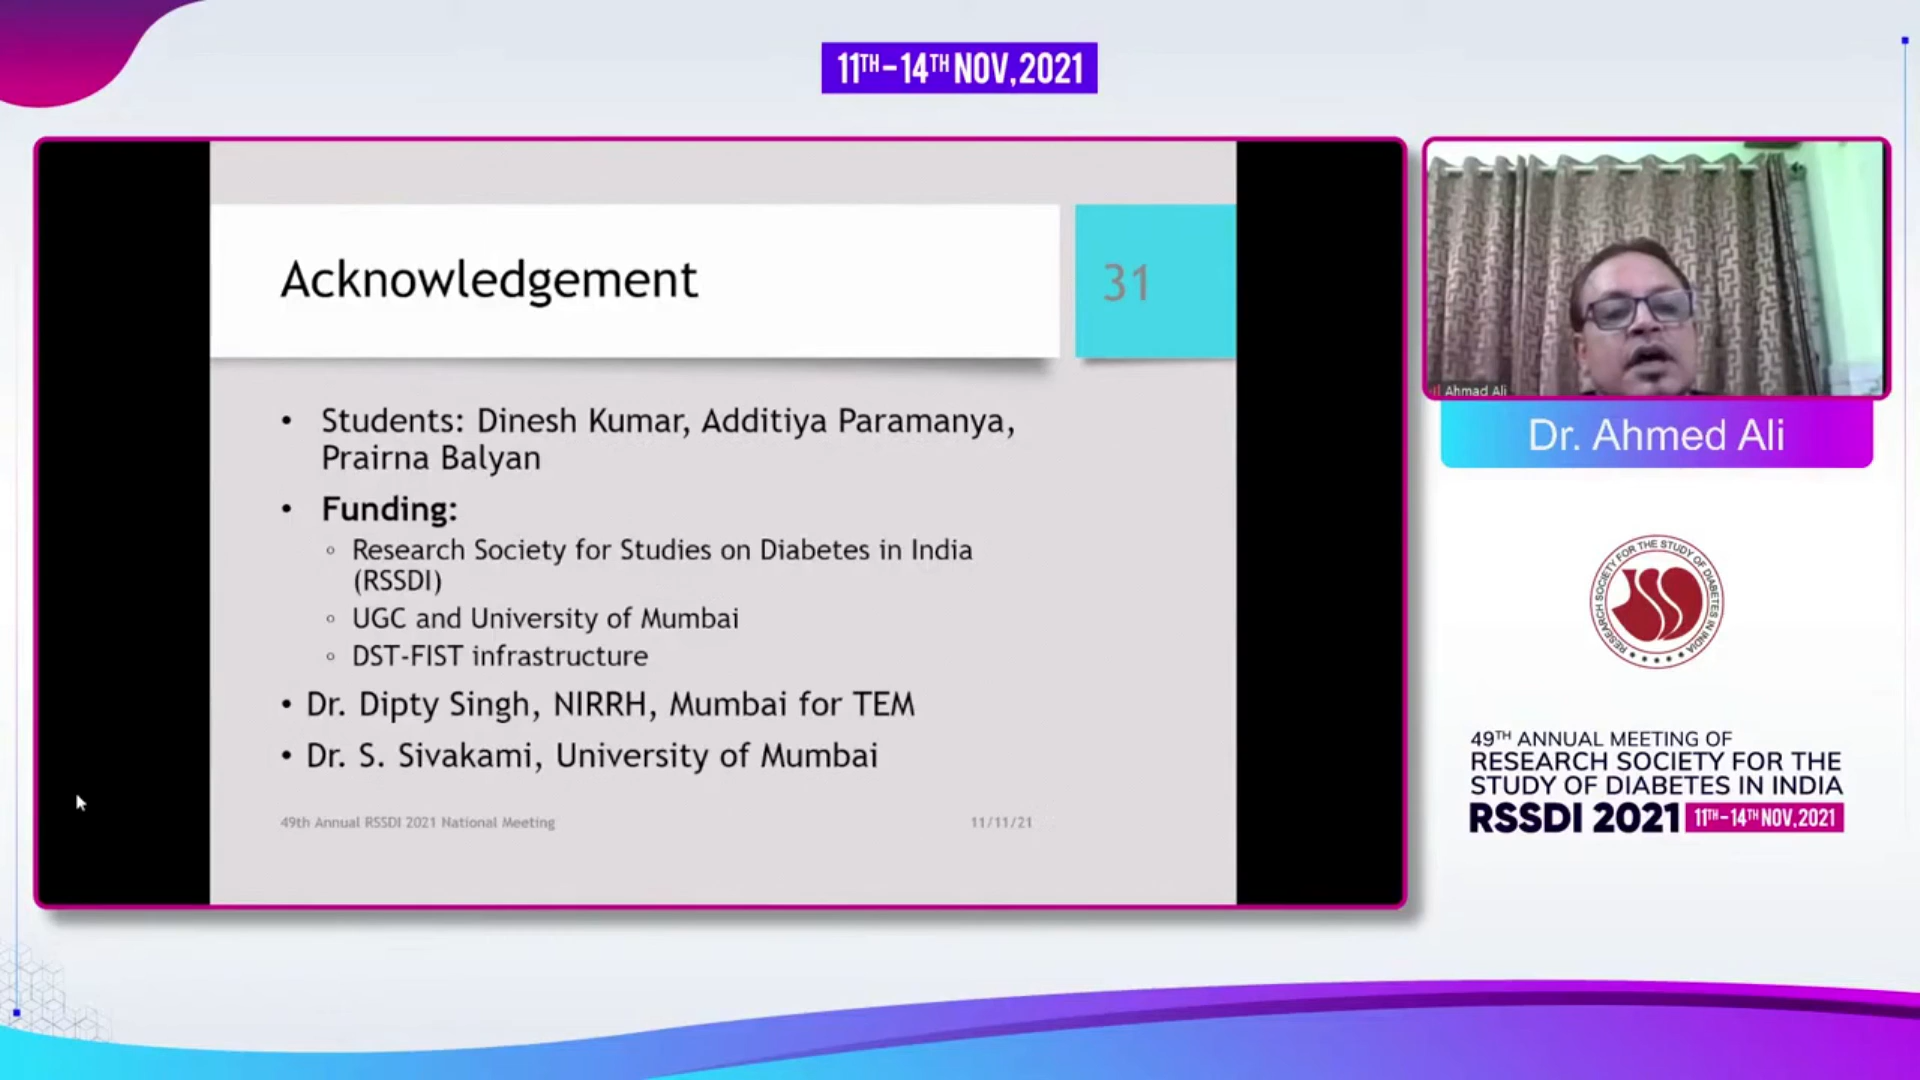 11TH-14TH NOV, 2021
Acknowledgement
31
• Students: Dinesh Kumar, Additiya Paramanya,
Prairna Balyan
• Funding:
◦ Research Society for Studies on Diabetes in India
(RSSDI)
◦ UGC and University of Mumbai
◦ DST-FIST infrastructure
• Dr. Dipty Singh, NIRRH, Mumbai for TEM
• Dr. S. Sivakami, University of Mumbai
49th Annual RSSDI 2021 National Meeting
11/11/21
Ahmad Ali
Dr. Ahmed Ali
RESEARCH SOCIETY FOR THE STUDY OF DIABETES IN INDIA
49TH ANNUAL MEETING OF
RESEARCH SOCIETY FOR THE
STUDY OF DIABETES IN INDIA
RSSDI 2021 11TH-14TH NOV, 2021